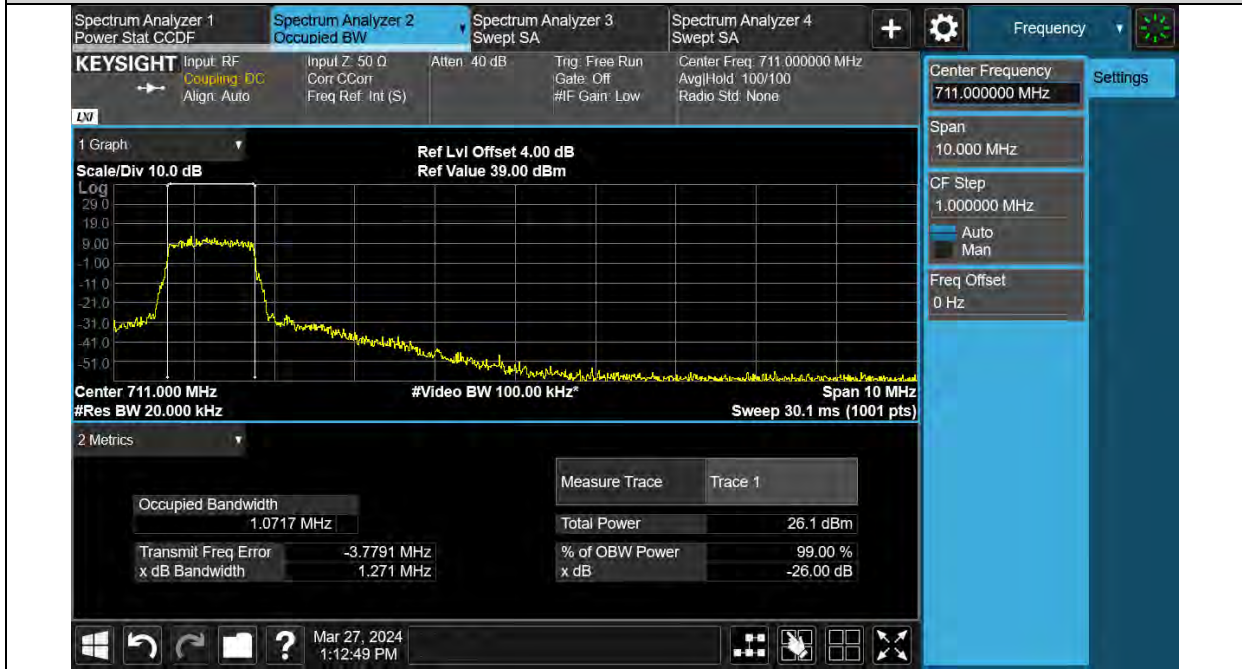 Spectrum Analyzer 1
Power Stat CCDF
Spectrum Analyzer 2
Occupied BW
Spectrum Analyzer 3
Swept SA
Spectrum Analyzer 4
Swept SA
+
Frequency
KEYSIGHT
Input: RF
Coupling: DC
Align: Auto
Input Z: 50 Ω
Corr CCorr
Freq Ref: Int (S)
Atten: 40 dB
Trig: Free Run
Gate: Off
#IF Gain: Low
Center Freq: 711.000000 MHz
Avg|Hold: 100/100
Radio Std: None
LXI
Center Frequency
711.000000 MHz
Settings
Span
10.000 MHz
CF Step
1.000000 MHz
Auto
Man
Freq Offset
0 Hz
1 Graph
Scale/Div 10.0 dB
Ref Lvl Offset 4.00 dB
Ref Value 39.00 dBm
Log
29.0
19.0
9.00
-1.00
-11.0
-21.0
-31.0
-41.0
-51.0
Center 711.000 MHz
#Video BW 100.00 kHz*
Span 10 MHz
#Res BW 20.000 kHz
Sweep 30.1 ms (1001 pts)
2 Metrics
Measure Trace Trace 1
Occupied Bandwidth
1.0717 MHz
Total Power 26.1 dBm
Transmit Freq Error -3.7791 MHz
% of OBW Power 99.00 %
x dB Bandwidth 1.271 MHz
x dB -26.00 dB
?
Mar 27, 2024
1:12:49 PM